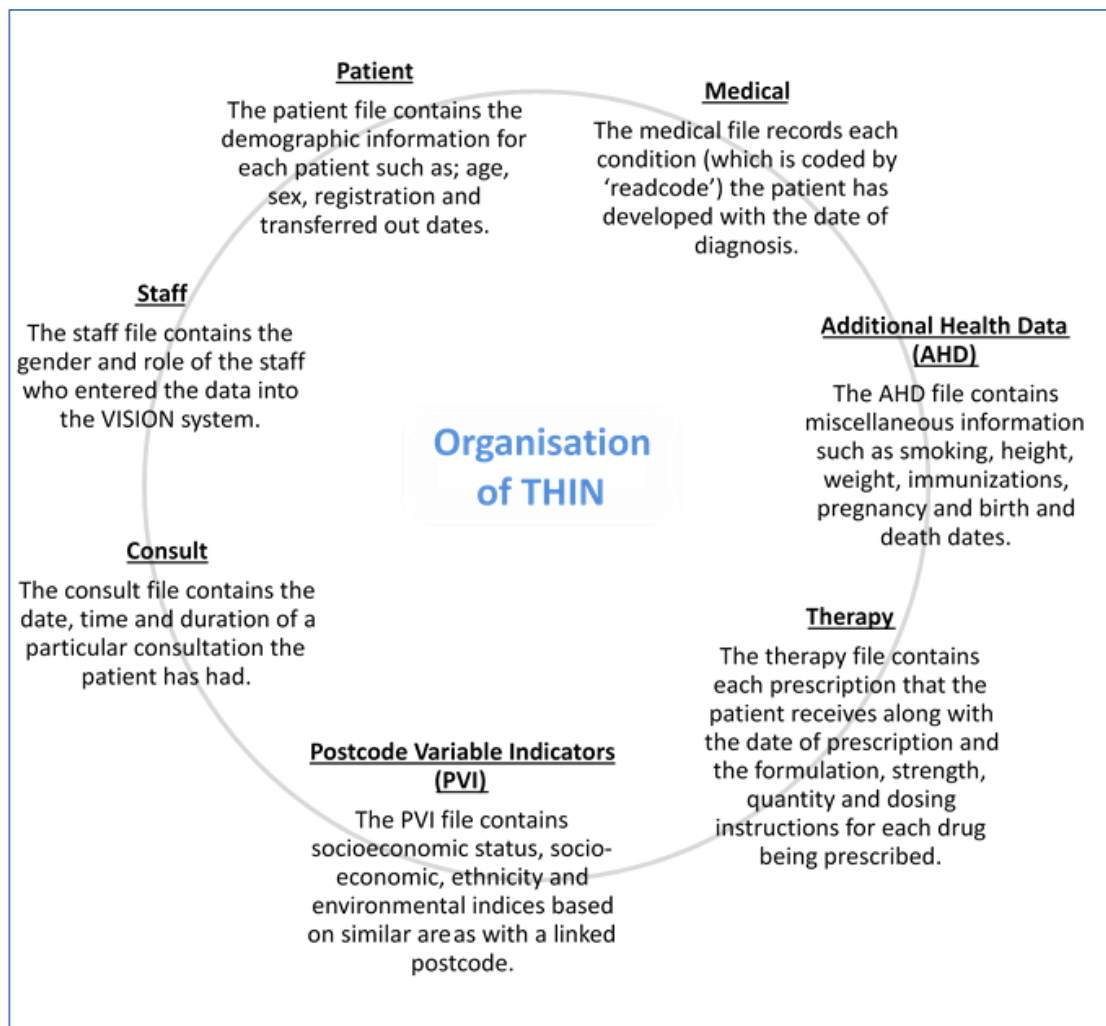 Patient
The patient file contains the
demographic information for
each patient such as; age,
sex, registration and
transferred out dates.
Medical
The medical file records each
condition (which is coded by
‘readcode’) the patient has
developed with the date of
diagnosis.
Additional Health Data
(AHD)
The AHD file contains
miscellaneous information
such as smoking, height,
weight, immunizations,
pregnancy and birth and
death dates.
Therapy
The therapy file contains
each prescription that the
patient receives along with
the date of prescription and
the formulation, strength,
quantity and dosing
instructions for each drug
being prescribed.
Postcode Variable Indicators
(PVI)
The PVI file contains
socioeconomic status, socio-
economic, ethnicity and
environmental indices based
on similar areas with a linked
postcode.
Consult
The consult file contains the
date, time and duration of a
particular consultation the
patient has had.
Staff
The staff file contains the
gender and role of the staff
who entered the data into
the VISION system.
Organisation
of THIN